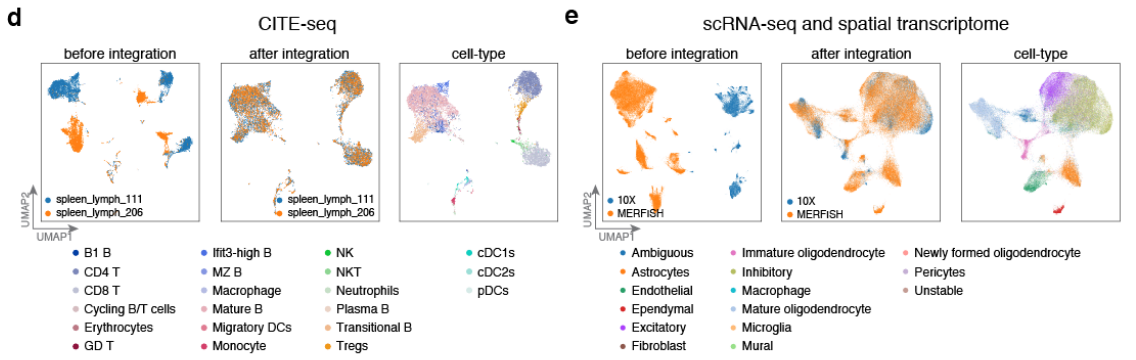 d
CITE-seq
before integration
after integration
cell-type
spleen_lymph_111
spleen_lymph_206
spleen_lymph_111
spleen_lymph_206
UMAP2
UMAP1
B1 B
CD4 T
CD8 T
Cycling B/T cells
Erythrocytes
GD T
Ifit3-high B
MZ B
Macrophage
Mature B
Migratory DCs
Monocyte
NK
NKT
Neutrophils
Plasma B
Transitional B
Tregs
cDC1s
cDC2s
pDCs
e
scRNA-seq and spatial transcriptome
before integration
after integration
cell-type
10X
MERFISH
10X
MERFISH
UMAP2
UMAP1
Ambiguous
Astrocytes
Endothelial
Ependymal
Excitatory
Fibroblast
Immature oligodendrocyte
Inhibitory
Macrophage
Mature oligodendrocyte
Microglia
Mural
Newly formed oligodendrocyte
Pericytes
Unstable